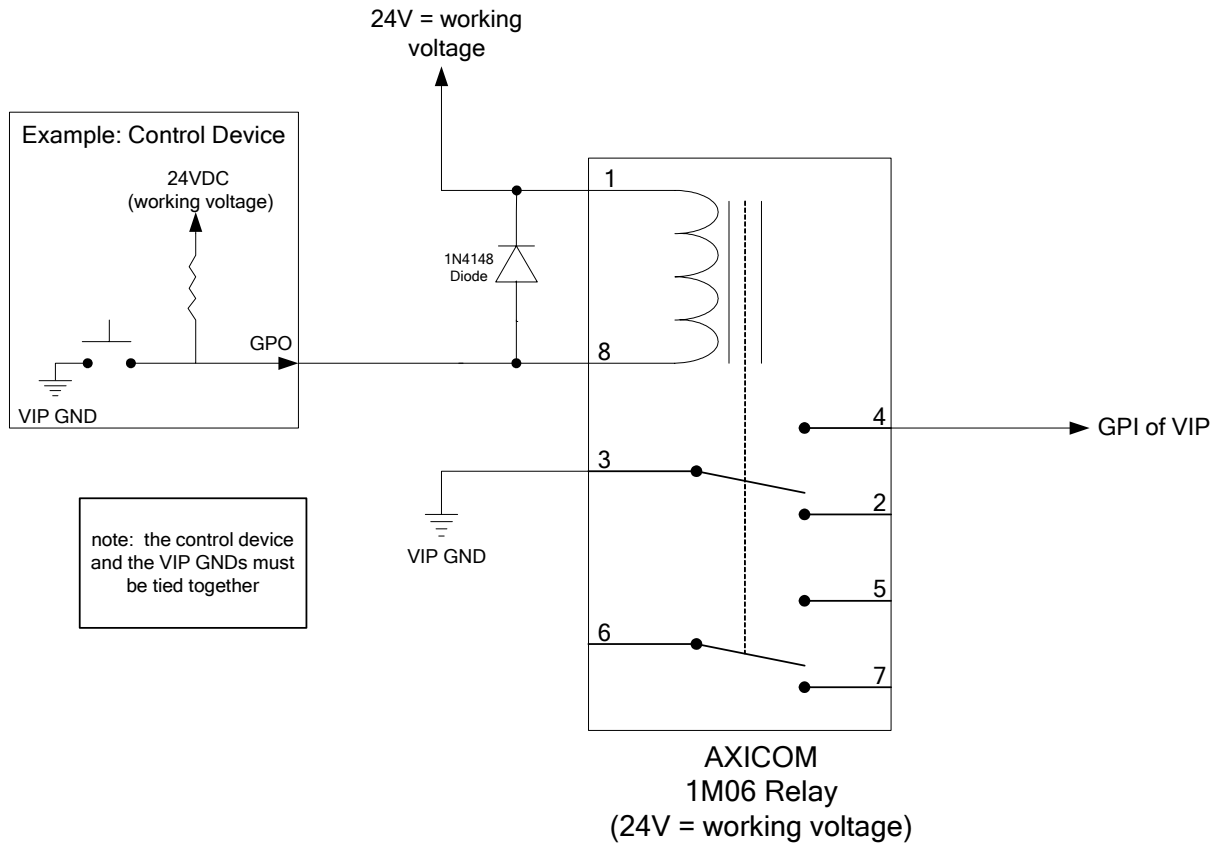 24V = working
voltage
Example: Control Device
24VDC
(working voltage)
1
1N4148
Diode
GPO
8
VIP GND
4
GPI of VIP
3
2
VIP GND
note: the control device
and the VIP GNDs must
be tied together
5
6
7
AXICOM
1M06 Relay
(24V = working voltage)